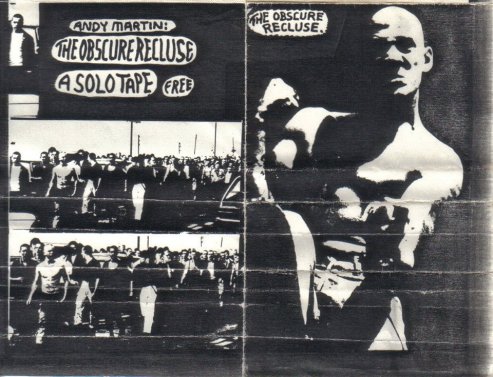 ANDY MARTIN:
THE OBSCURE RECLUSE
A SOLO TAPE FREE
THE OBSCURE
RECLUSE.